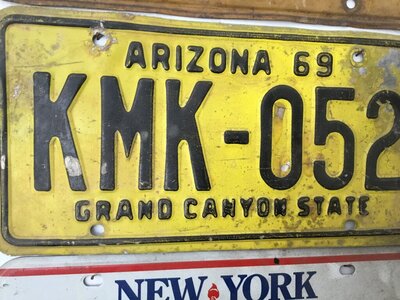 ARIZONA 69
KMK-052
GRAND CANYON STATE
NEW YORK